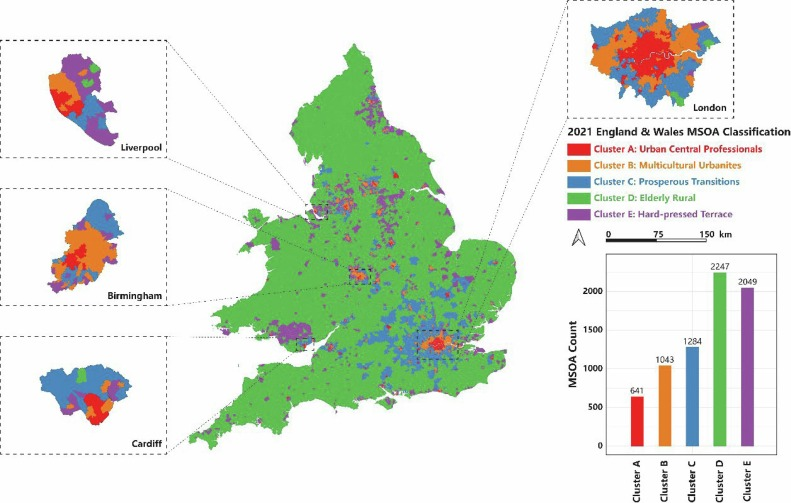 Liverpool
Birmingham
Cardiff
London
2021 England & Wales MSOA Classification
Cluster A: Urban Central Professionals
Cluster B: Multicultural Urbanites
Cluster C: Prosperous Transitions
Cluster D: Elderly Rural
Cluster E: Hard-pressed Terrace
0 75 150 km
MSOA Count
2000
1500
1000
500
0
641
1043
1284
2247
2049
Cluster A
Cluster B
Cluster C
Cluster D
Cluster E